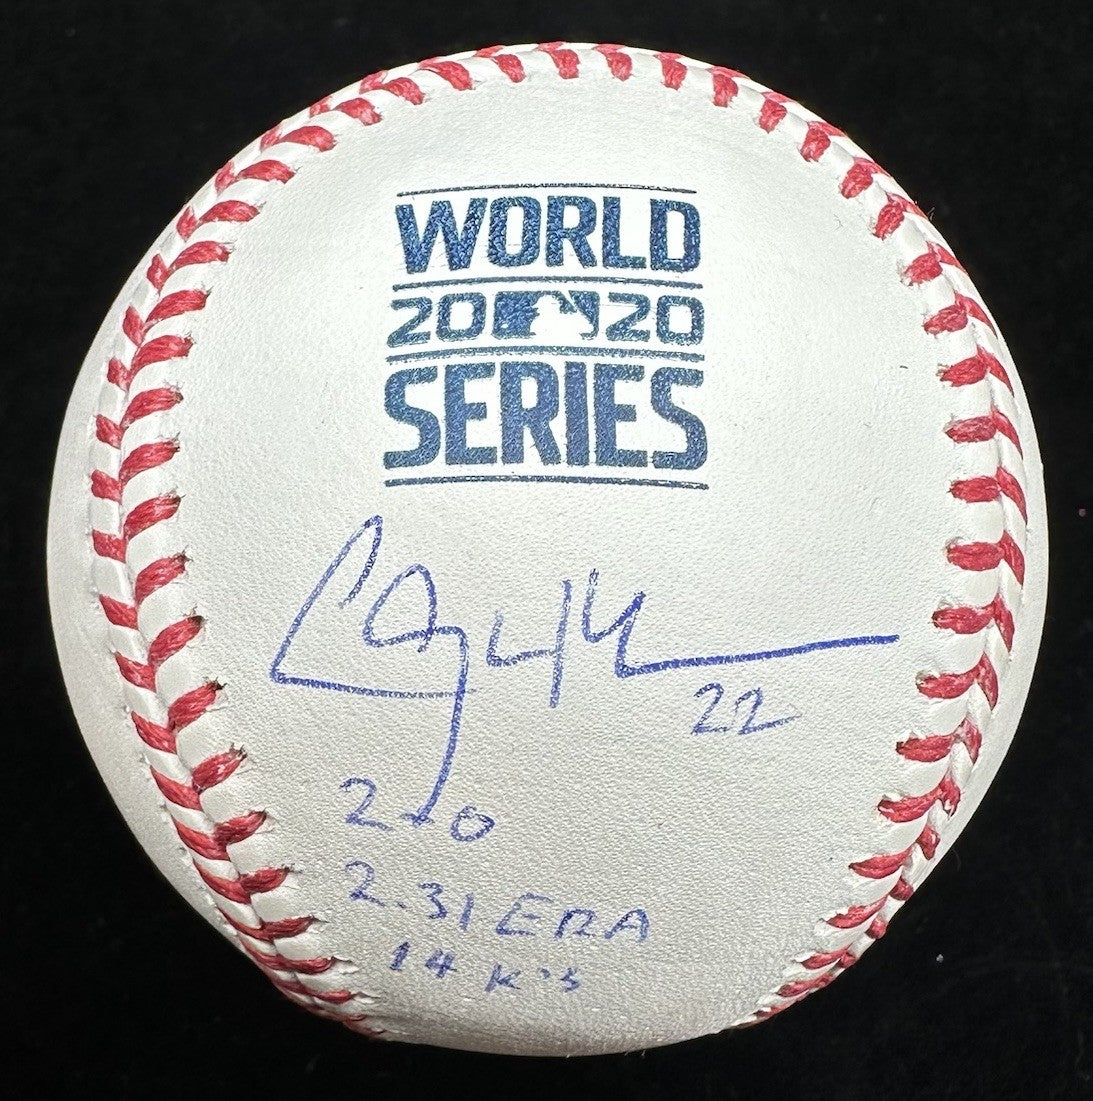 WORLD
2020
SERIES
22
2-0
2.31 ERA
14 K's